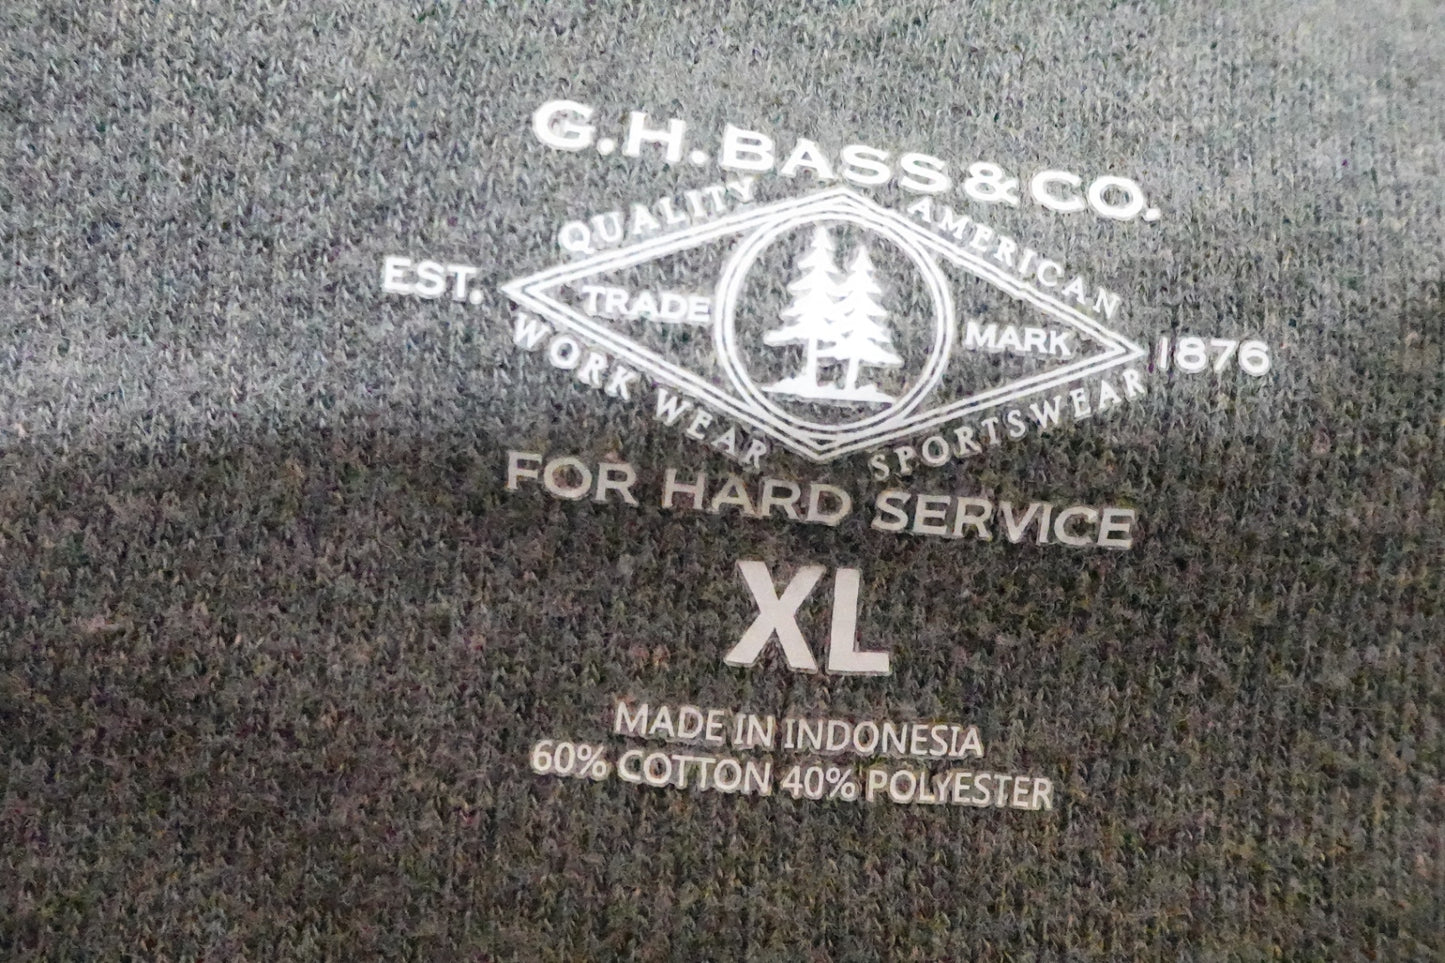 G.H.BASS&CO.
QUALITY AMERICAN
EST. TRADE MARK 1876
WORK WEAR SPORTSWEAR
FOR HARD SERVICE
XL
MADE IN INDONESIA
60% COTTON 40% POLYESTER